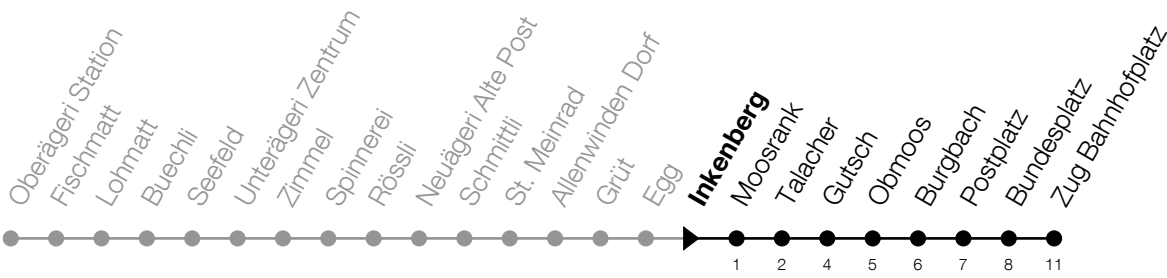 Oberägeri Station
Fischmatt
Lohmatt
Buechli
Seefeld
Unterägeri Zentrum
Zimmel
Spinnerei
Rössli
Neuägeri Alte Post
Schmittli
St. Meinrad
Allenwinden Dorf
Grüt
Egg
Inkenberg
Moosrank
Talacher
Gutsch
Obmoos
Burgbach
Postplatz
Bundesplatz
Zug Bahnhofplatz
1 2 4 5 6 7 8 11